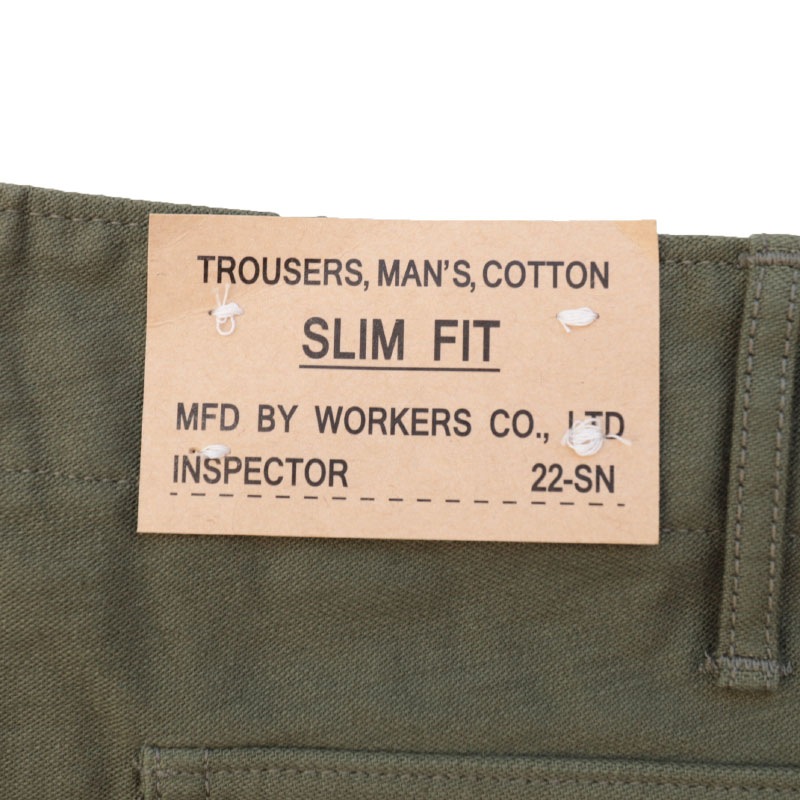 TROUSERS, MAN'S, COTTON
SLIM FIT
MFD BY WORKERS CO., LTD
INSPECTOR 22-SN